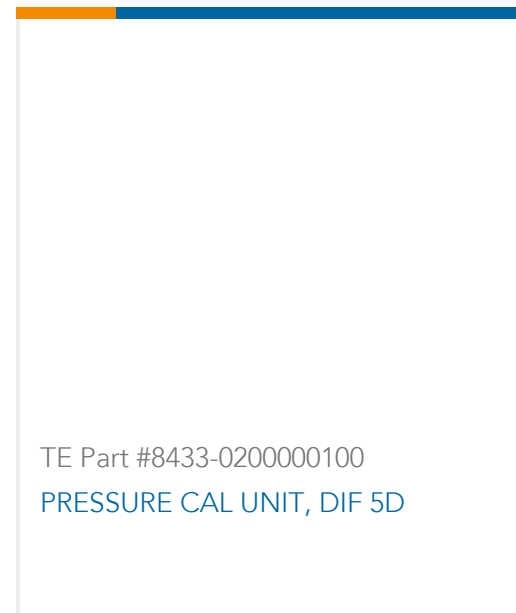 TE Part #8433-0200000100
PRESSURE CAL UNIT, DIF 5D